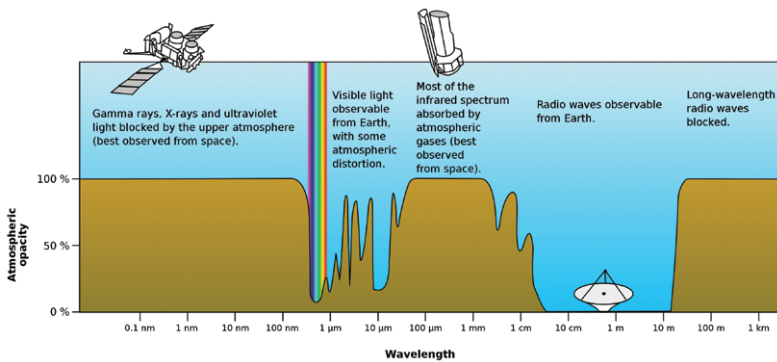 Gamma rays, X-rays and ultraviolet
light blocked by the upper atmosphere
(best observed from space).
Visible light
observable
from Earth,
with some
atmospheric
distortion.
Most of the
infrared spectrum
absorbed by
atmospheric
gases (best
observed
from space).
Radio waves observable
from Earth.
Long-wavelength
radio waves
blocked.
Atmospheric
opacity
100 %
50 %
0 %
0.1 nm 1 nm 10 nm 100 nm 1 μm 10 μm 100 μm 1 mm 1 cm 10 cm 1 m 10 m 100 m 1 km
Wavelength